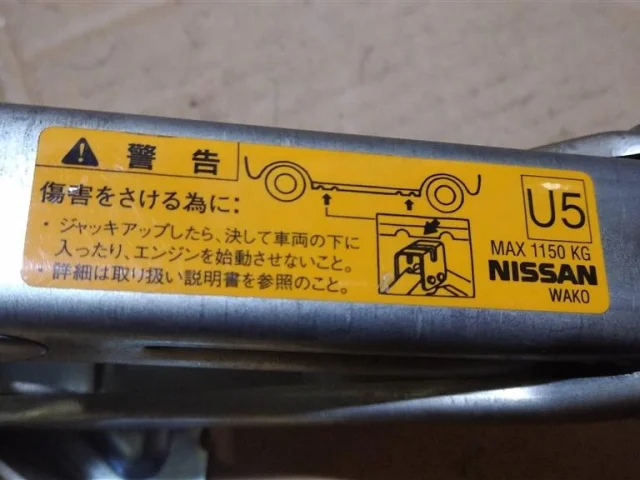 警告
傷害をさける為に:
・ジャッキアップしたら、決して車両の下に
入ったり、エンジンを始動させないこと。
・詳細は取り扱い説明書を参照のこと。
U5
MAX 1150 KG
NISSAN
WAKO